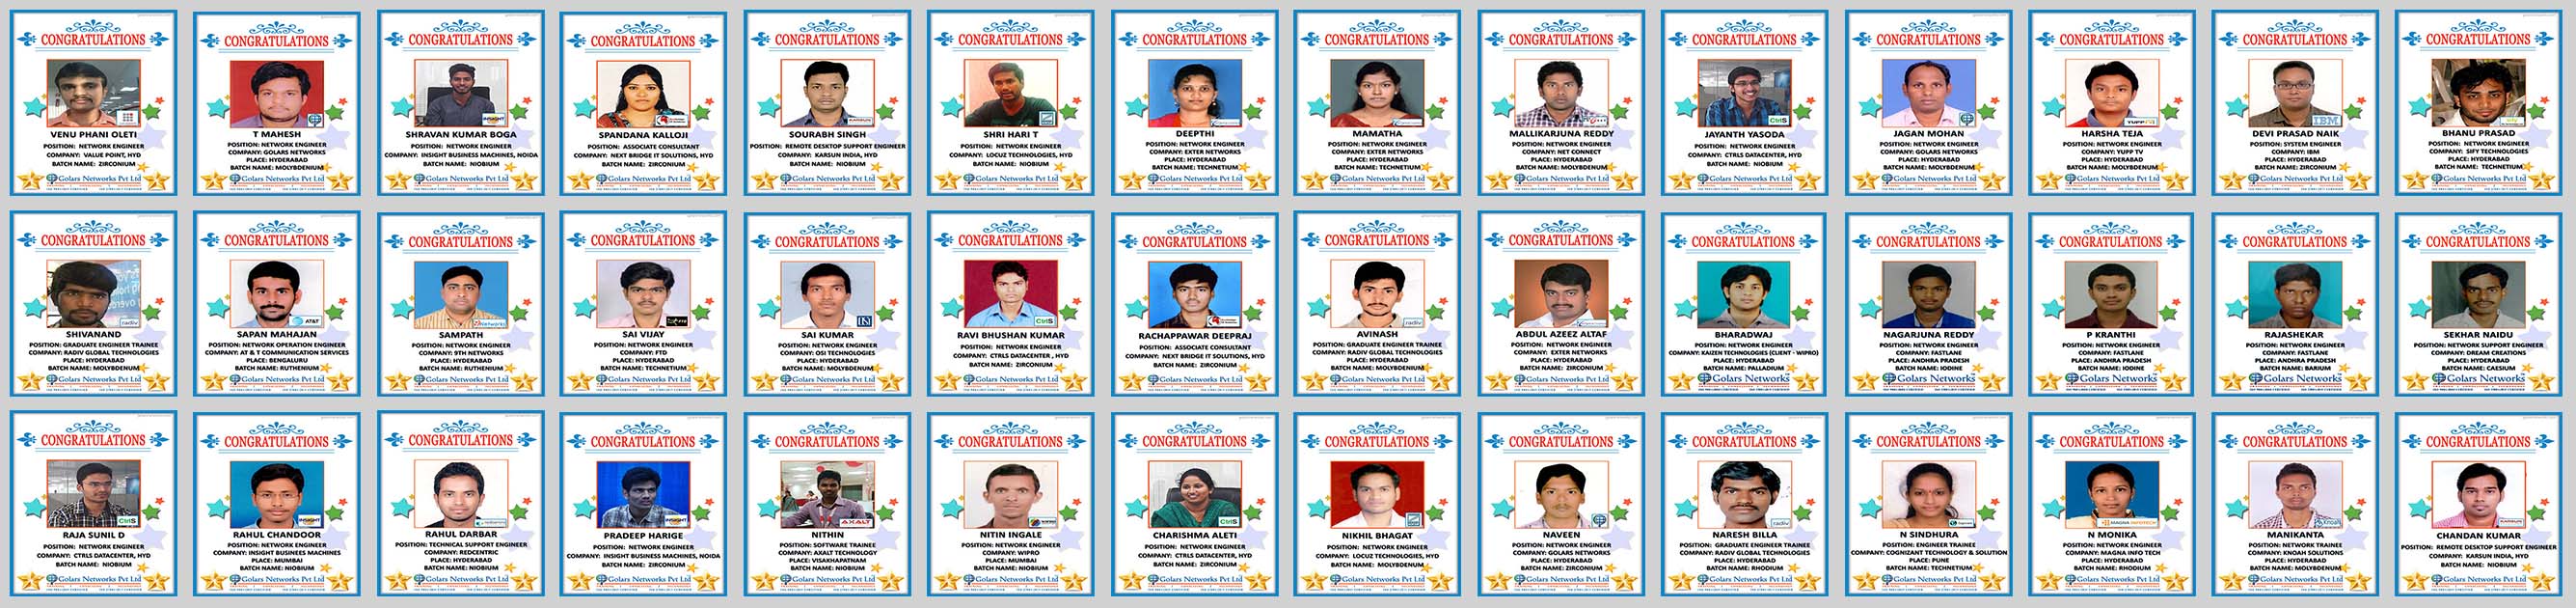 CONGRATULATIONS
VENU PHANI OLETI
POSITION: NETWORK ENGINEER
COMPANY: VALUE POINT, HYD
BATCH NAME: ZIRCONIUM
Golars Networks Pvt Ltd
CONGRATULATIONS
T MAHESH
POSITION: NETWORK ENGINEER
COMPANY: GOLARS NETWORKS
PLACE: HYDERABAD
BATCH NAME: MOLYBDENUM
Golars Networks Pvt Ltd
CONGRATULATIONS
INSIGHT
SHRAVAN KUMAR BOGA
POSITION: NETWORK ENGINEER
COMPANY: INSIGHT BUSINESS MACHINES, NOIDA
BATCH NAME: NIOBIUM
Golars Networks Pvt Ltd
CONGRATULATIONS
SPANDANA KALLOJI
POSITION: ASSOCIATE CONSULTANT
COMPANY: NEXT BRIDGE IT SOLUTIONS, HYD
BATCH NAME: ZIRCONIUM
Golars Networks Pvt Ltd
CONGRATULATIONS
KARSUN
SOURABH SINGH
POSITION: REMOTE DESKTOP SUPPORT ENGINEER
COMPANY: KARSUN INDIA, HYD
BATCH NAME: NIOBIUM
Golars Networks Pvt Ltd
CONGRATULATIONS
SHRI HARI T
POSITION: NETWORK ENGINEER
COMPANY: LOCUZ TECHNOLOGIES, HYD
BATCH NAME: NIOBIUM
Golars Networks Pvt Ltd
CONGRATULATIONS
DEEPTHI
POSITION: NETWORK ENGINEER
COMPANY: EXTER NETWORKS
PLACE: HYDERABAD
BATCH NAME: TECHNETIUM
Golars Networks Pvt Ltd
CONGRATULATIONS
MAMATHA
POSITION: NETWORK ENGINEER
COMPANY: EXTER NETWORKS
PLACE: HYDERABAD
BATCH NAME: TECHNETIUM
Golars Networks Pvt Ltd
CONGRATULATIONS
MALLIKARJUNA REDDY
POSITION: NETWORK ENGINEER
COMPANY: NET CONNECT
PLACE: HYDERABAD
BATCH NAME: MOLYBDENUM
Golars Networks Pvt Ltd
CONGRATULATIONS
CtrlS
JAYANTH YASODA
POSITION: NETWORK ENGINEER
COMPANY: CTRLS DATACENTER, HYD
BATCH NAME: NIOBIUM
Golars Networks Pvt Ltd
CONGRATULATIONS
JAGAN MOHAN
POSITION: NETWORK ENGINEER
COMPANY: GOLARS NETWORKS
PLACE: HYDERABAD
BATCH NAME: MOLYBDENUM
Golars Networks Pvt Ltd
CONGRATULATIONS
YUPPTV
HARSHA TEJA
POSITION: NETWORK ENGINEER
COMPANY: YUPP TV
PLACE: HYDERABAD
BATCH NAME: MOLYBDENUM
Golars Networks Pvt Ltd
CONGRATULATIONS
IBM
DEVI PRASAD NAIK
POSITION: SYSTEM ENGINEER
COMPANY: IBM
PLACE: HYDERABAD
BATCH NAME: ZIRCONIUM
Golars Networks Pvt Ltd
CONGRATULATIONS
BHANU PRASAD
POSITION: NETWORK ENGINEER
COMPANY: SIFY TECHNOLOGIES
PLACE: HYDERABAD
BATCH NAME: TECHNETIUM
Golars Networks Pvt Ltd
CONGRATULATIONS
radiv
SHIVANAND
POSITION: GRADUATE ENGINEER TRAINEE
COMPANY: RADIV GLOBAL TECHNOLOGIES
PLACE: HYDERABAD
BATCH NAME: MOLYBDENUM
Golars Networks Pvt Ltd
CONGRATULATIONS
AT&T
SAPAN MAHAJAN
POSITION: NETWORK OPERATION ENGINEER
COMPANY: AT & T COMMUNICATION SERVICES
PLACE: BENGALURU
BATCH NAME: RUTHENIUM
Golars Networks Pvt Ltd
CONGRATULATIONS
SAMPATH
POSITION: NETWORK ENGINEER
COMPANY: 9TH NETWORKS
PLACE: HYDERABAD
BATCH NAME: RUTHENIUM
Golars Networks Pvt Ltd
CONGRATULATIONS
SAI VIJAY
POSITION: NETWORK ENGINEER
COMPANY: FTD
PLACE: HYDERABAD
BATCH NAME: TECHNETIUM
Golars Networks Pvt Ltd
CONGRATULATIONS
SAI KUMAR
POSITION: NETWORK ENGINEER
COMPANY: OSI TECHNOLOGIES
PLACE: HYDERABAD
BATCH NAME: MOLYBDENUM
Golars Networks Pvt Ltd
CONGRATULATIONS
CtrlS
RAVI BHUSHAN KUMAR
POSITION: NETWORK ENGINEER
COMPANY: CTRLS DATACENTER , HYD
BATCH NAME: ZIRCONIUM
Golars Networks Pvt Ltd
CONGRATULATIONS
RACHAPPAWAR DEEPRAJ
POSITION: ASSOCIATE CONSULTANT
COMPANY: NEXT BRIDGE IT SOLUTIONS, HYD
BATCH NAME: ZIRCONIUM
Golars Networks Pvt Ltd
CONGRATULATIONS
radiv
AVINASH
POSITION: GRADUATE ENGINEER TRAINEE
COMPANY: RADIV GLOBAL TECHNOLOGIES
PLACE: HYDERABAD
BATCH NAME: MOLYBDENUM
Golars Networks Pvt Ltd
CONGRATULATIONS
ABDUL AZEEZ ALTAF
POSITION: NETWORK ENGINEER
COMPANY: EXTER NETWORKS
PLACE: HYDERABAD
BATCH NAME: ZIRCONIUM
Golars Networks Pvt Ltd
CONGRATULATIONS
BHARADWAJ
POSITION: NETWORK ENGINEER
COMPANY: KAIZEN TECHNOLOGIES (CLIENT - WIPRO)
PLACE: HYDERABAD
BATCH NAME: PALLADIUM
Golars Networks
CONGRATULATIONS
NAGARJUNA REDDY
POSITION: NETWORK ENGINEER
COMPANY: FASTLANE
PLACE: ANDHRA PRADESH
BATCH NAME: IODINE
Golars Networks
CONGRATULATIONS
P KRANTHI
POSITION: NETWORK ENGINEER
COMPANY: FASTLANE
PLACE: ANDHRA PRADESH
BATCH NAME: IODINE
Golars Networks
CONGRATULATIONS
RAJASHEKAR
POSITION: NETWORK ENGINEER
COMPANY: FASTLANE
PLACE: ANDHRA PRADESH
BATCH NAME: BARIUM
Golars Networks
CONGRATULATIONS
SEKHAR NAIDU
POSITION: NETWORK SUPPORT ENGINEER
COMPANY: DREAM CREATIONS
PLACE: HYDERABAD
BATCH NAME: CAESIUM
Golars Networks
CONGRATULATIONS
CtrlS
RAJA SUNIL D
POSITION: NETWORK ENGINEER
COMPANY: CTRLS DATACENTER, HYD
BATCH NAME: NIOBIUM
Golars Networks Pvt Ltd
CONGRATULATIONS
INSIGHT
RAHUL CHANDOOR
POSITION: NETWORK ENGINEER
COMPANY: INSIGHT BUSINEES MACHINES
PLACE: MUMBAI
BATCH NAME: NIOBIUM
Golars Networks Pvt Ltd
CONGRATULATIONS
RAHUL DARBAR
POSITION: TECHNICAL SUPPORT ENGINEER
COMPANY: REDCENTRIC
PLACE: HYDERABAD
BATCH NAME: NIOBIUM
Golars Networks Pvt Ltd
CONGRATULATIONS
INSIGHT
PRADEEP HARIGE
POSITION: NETWORK ENGINEER
COMPANY: INSIGHT BUSINESS MACHINES, NOIDA
BATCH NAME: ZIRCONIUM
Golars Networks Pvt Ltd
CONGRATULATIONS
AXALT
NITHIN
POSITION: SOFTWARE TRAINEE
COMPANY: AXALT TECHNOLOGY
PLACE: VISAKHAPATNAM
BATCH NAME: NIOBIUM
Golars Networks Pvt Ltd
CONGRATULATIONS
NITIN INGALE
POSITION: NETWORK ENGINEER
COMPANY: WIPRO
PLACE: MUMBAI
BATCH NAME: NIOBIUM
Golars Networks Pvt Ltd
CONGRATULATIONS
CtrlS
CHARISHMA ALETI
POSITION: NETWORK ENGINEER
COMPANY: CTRLS DATACENTER, HYD
BATCH NAME: ZIRCONIUM
Golars Networks Pvt Ltd
CONGRATULATIONS
NIKHIL BHAGAT
POSITION: NETWORK ENGINEER
COMPANY: LOCUZ TECHNOLOGIES, HYD
BATCH NAME: MOLYBDENUM
Golars Networks Pvt Ltd
CONGRATULATIONS
NAVEEN
POSITION: NETWORK ENGINEER
COMPANY: GOLARS NETWORKS
PLACE: HYDERABAD
BATCH NAME: ZIRCONIUM
Golars Networks Pvt Ltd
CONGRATULATIONS
radiv
NARESH BILLA
POSITION: GRADUATE ENGINEER TRAINEE
COMPANY: RADIV GLOBAL TECHNOLOGIES
PLACE: HYDERABAD
BATCH NAME: RHODIUM
Golars Networks Pvt Ltd
CONGRATULATIONS
N SINDHURA
POSITION: ENGINEER TRAINEE
COMPANY: COGNIZANT TECHNOLOGY & SOLUTION
PLACE: PUNE
BATCH NAME: TECHNETIUM
Golars Networks Pvt Ltd
CONGRATULATIONS
MAGNA INFOTECH
N MONIKA
POSITION: NETWORK ENGINEER
COMPANY: MAGNA INFO TECH
PLACE: HYDERABAD
BATCH NAME: RHODIUM
Golars Networks Pvt Ltd
CONGRATULATIONS
Knoah
MANIKANTA
POSITION: NETWORK TRAINEE
COMPANY: KNOAH SOLUTIONS
PLACE: HYDERABAD
BATCH NAME: MOLYBDENUM
Golars Networks Pvt Ltd
CONGRATULATIONS
KARSUN
CHANDAN KUMAR
POSITION: REMOTE DESKTOP SUPPORT ENGINEER
COMPANY: KARSUN INDIA, HYD
BATCH NAME: NIOBIUM
Golars Networks Pvt Ltd